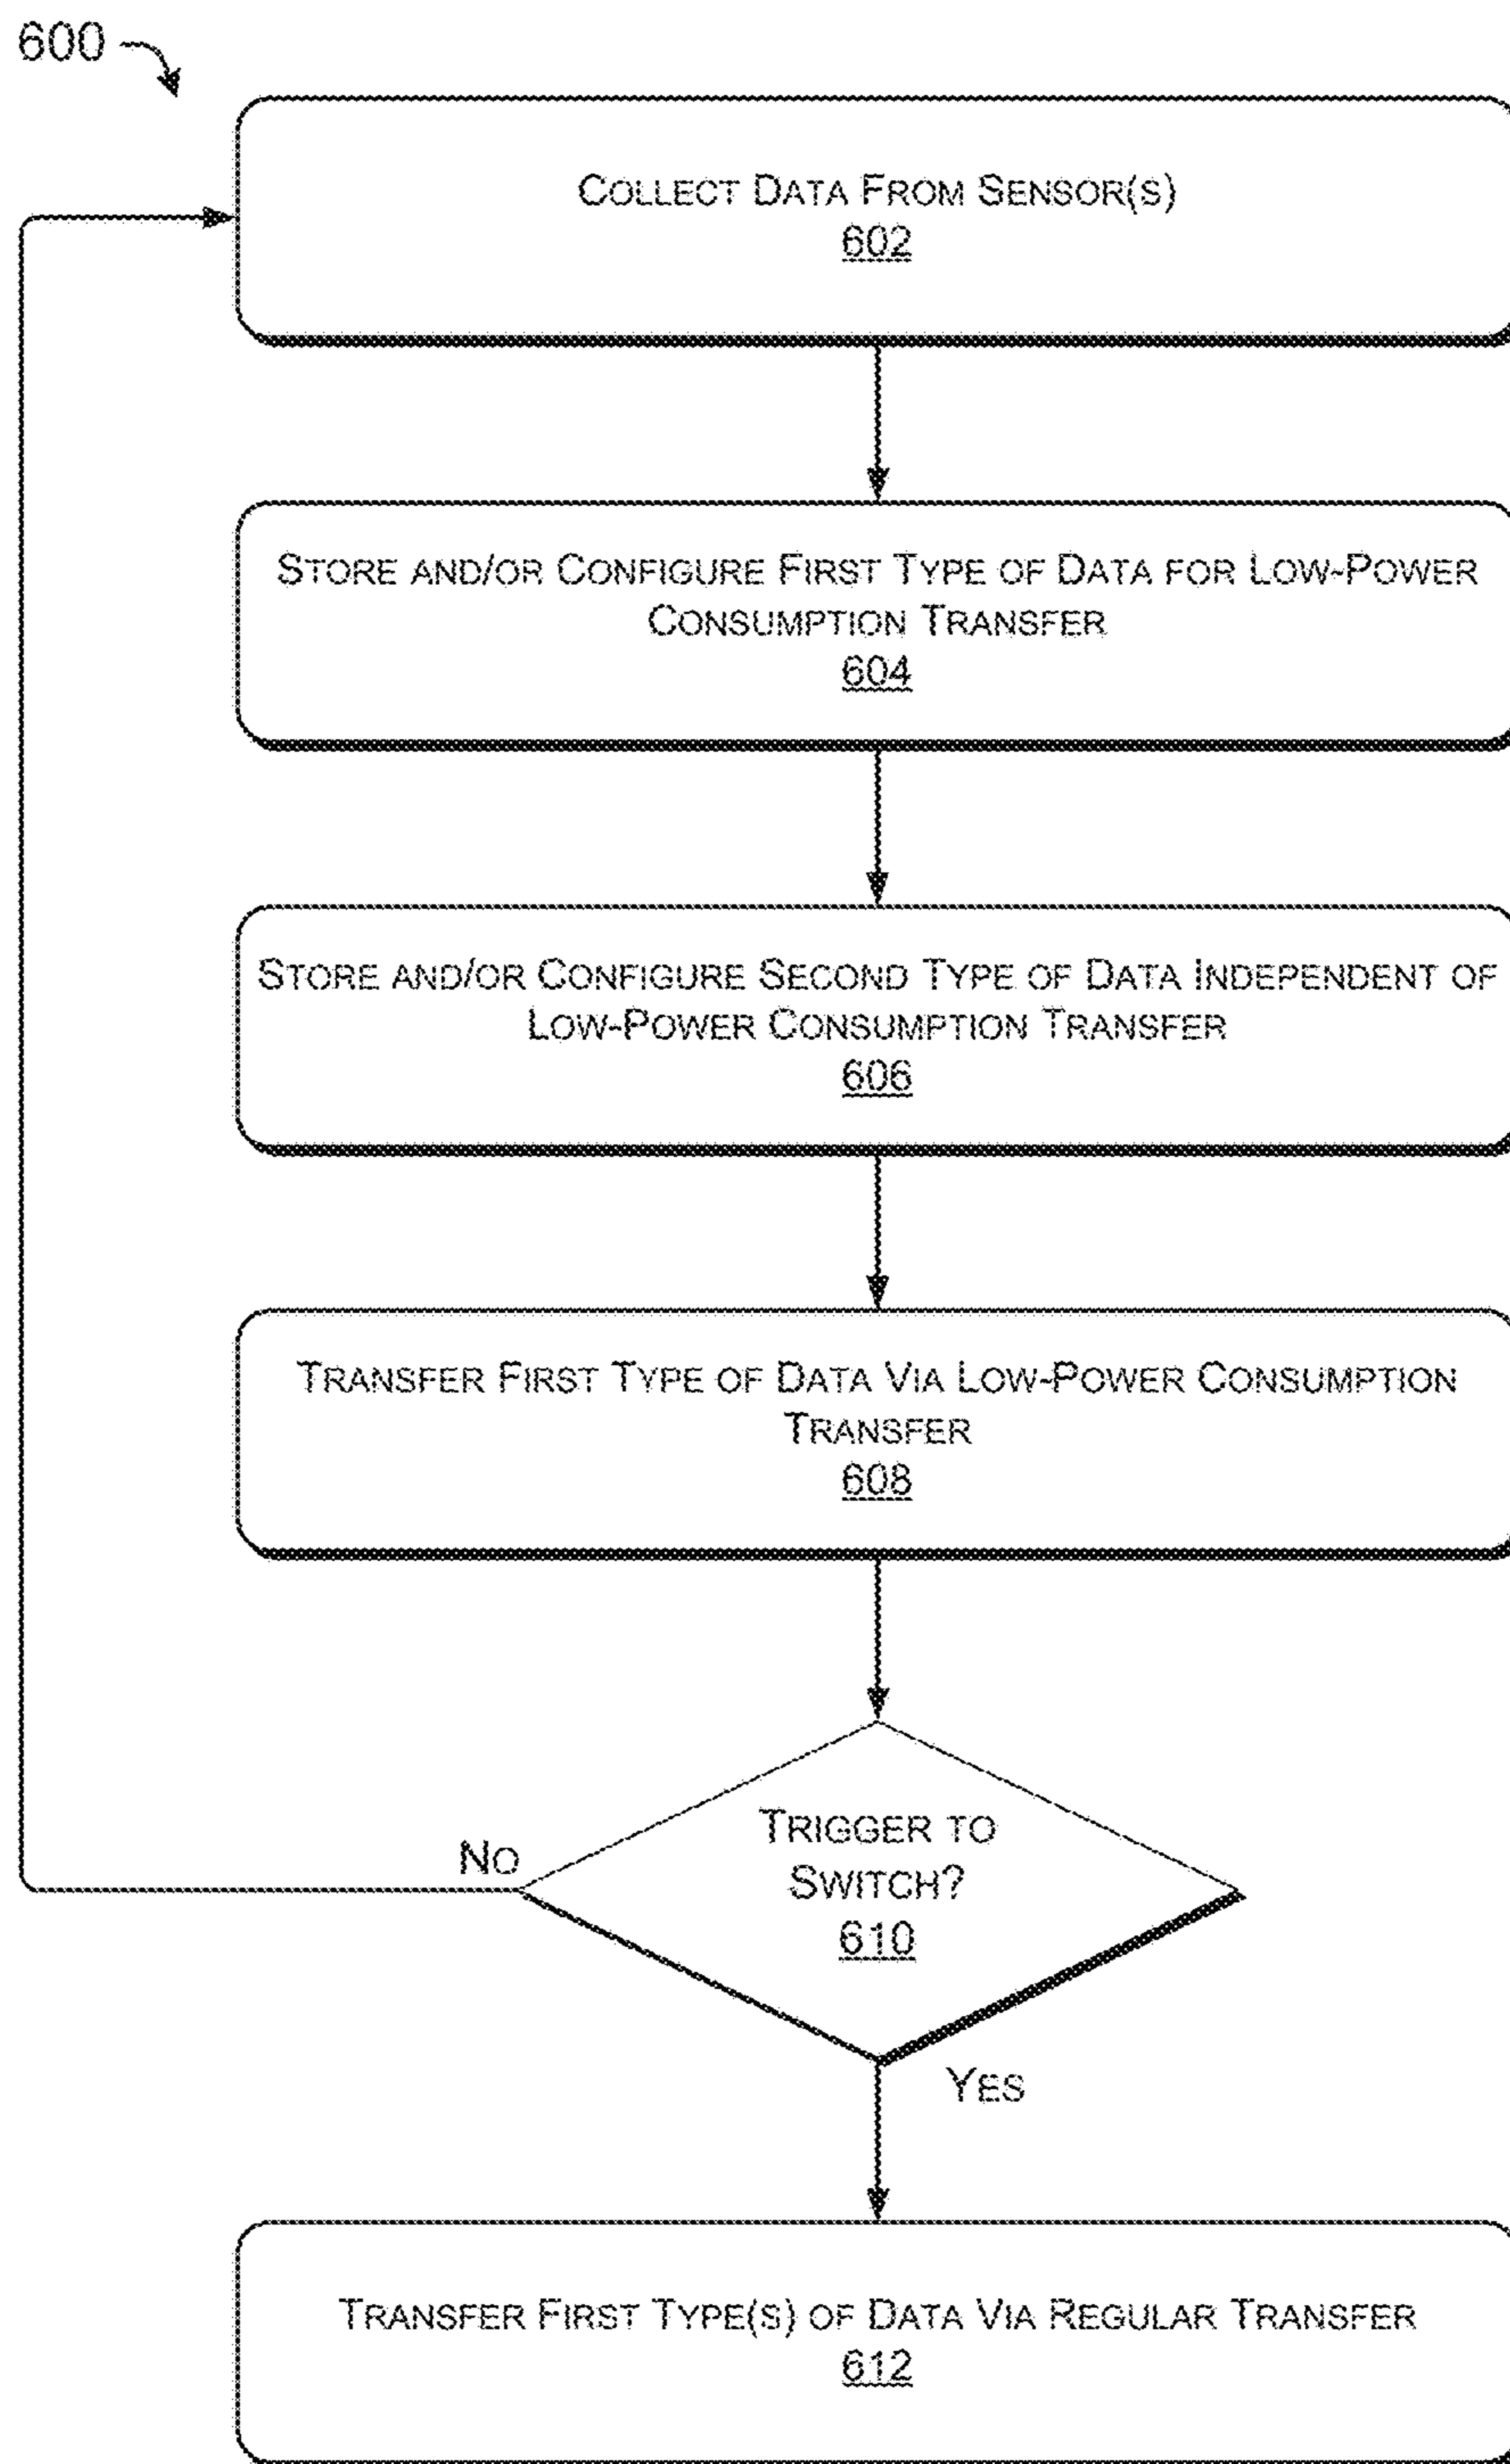 600
COLLECT DATA FROM SENSOR(S)
602
STORE AND/OR CONFIGURE FIRST TYPE OF DATA FOR LOW-POWER
CONSUMPTION TRANSFER
604
STORE AND/OR CONFIGURE SECOND TYPE OF DATA INDEPENDENT OF
LOW-POWER CONSUMPTION TRANSFER
606
TRANSFER FIRST TYPE OF DATA VIA LOW-POWER CONSUMPTION
TRANSFER
608
TRIGGER TO
SWITCH?
610
NO
YES
TRANSFER FIRST TYPE(S) OF DATA VIA REGULAR TRANSFER
612